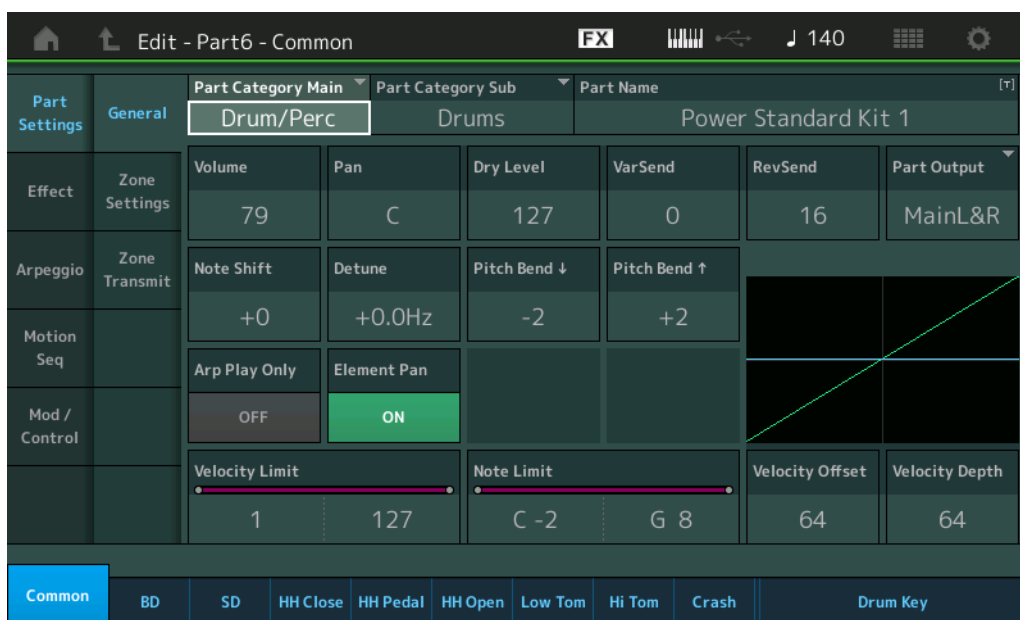 Edit - Part6 - Common
FX
♩ 140
Part Settings
Effect
Arpeggio
Motion Seq
Mod / Control
General
Zone Settings
Zone Transmit
Part Category Main
Drum/Perc
Part Category Sub
Drums
Part Name
[T]
Power Standard Kit 1
Volume
79
Pan
C
Dry Level
127
VarSend
0
RevSend
16
Part Output
MainL&R
Note Shift
+0
Detune
+0.0Hz
Pitch Bend ↓
-2
Pitch Bend ↑
+2
Arp Play Only
OFF
Element Pan
ON
Velocity Limit
1 127
Note Limit
C -2 G 8
Velocity Offset
64
Velocity Depth
64
Common BD SD HH Close HH Pedal HH Open Low Tom Hi Tom Crash Drum Key